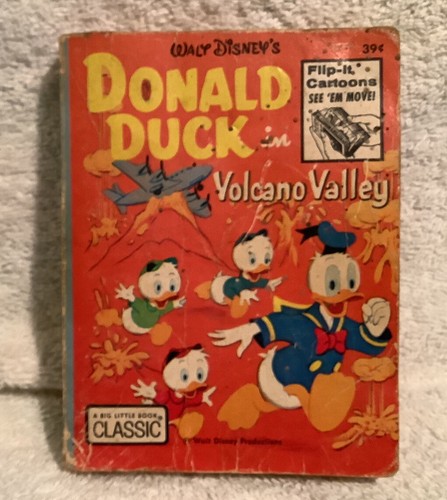 WALT DISNEY'S
39¢
DONALD
DUCK in
Volcano Valley
Flip-It,
Cartoons
SEE 'EM MOVE!
A BIG LITTLE BOOK
CLASSIC
Walt Disney Productions